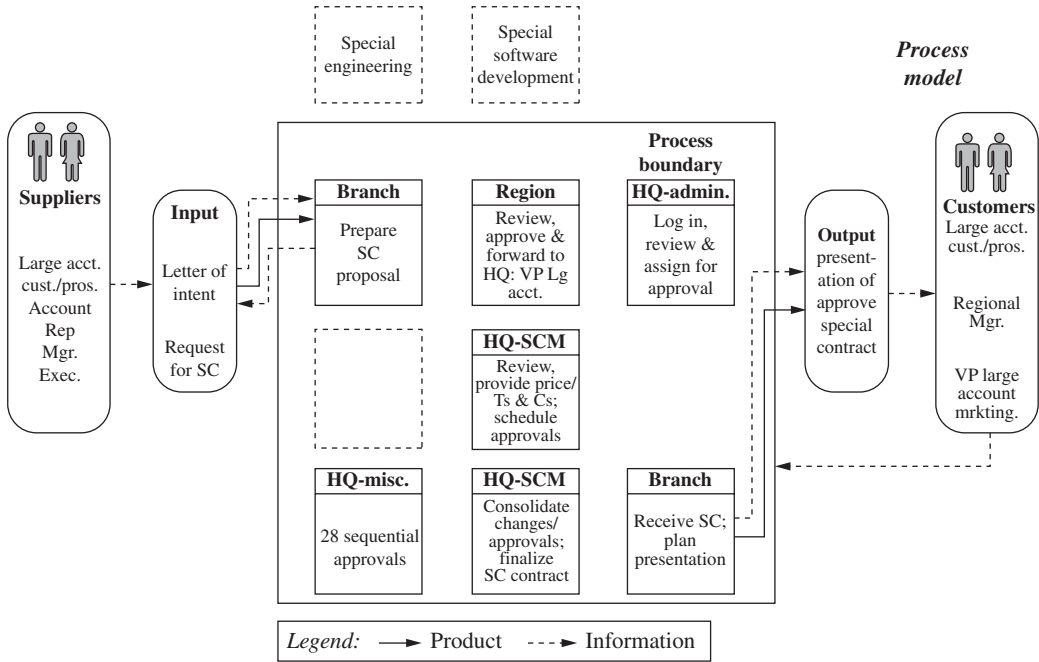 Special
engineering
Special
software
development
Process
model
Suppliers
Large acct.
cust./pros.
Account
Rep
Mgr.
Exec.
Input
Letter of
intent
Request
for SC
Process
boundary
Branch
Prepare
SC
proposal
Region
Review,
approve &
forward to
HQ: VP Lg
acct.
HQ-admin.
Log in,
review &
assign for
approval
HQ-SCM
Review,
provide price/
Ts & Cs;
schedule
approvals
HQ-misc.
28 sequential
approvals
HQ-SCM
Consolidate
changes/
approvals;
finalize
SC contract
Branch
Receive SC;
plan
presentation
Output
present-
ation of
approve
special
contract
Customers
Large acct.
cust./pros.
Regional
Mgr.
VP large
account
mrkting.
Legend: Product Information